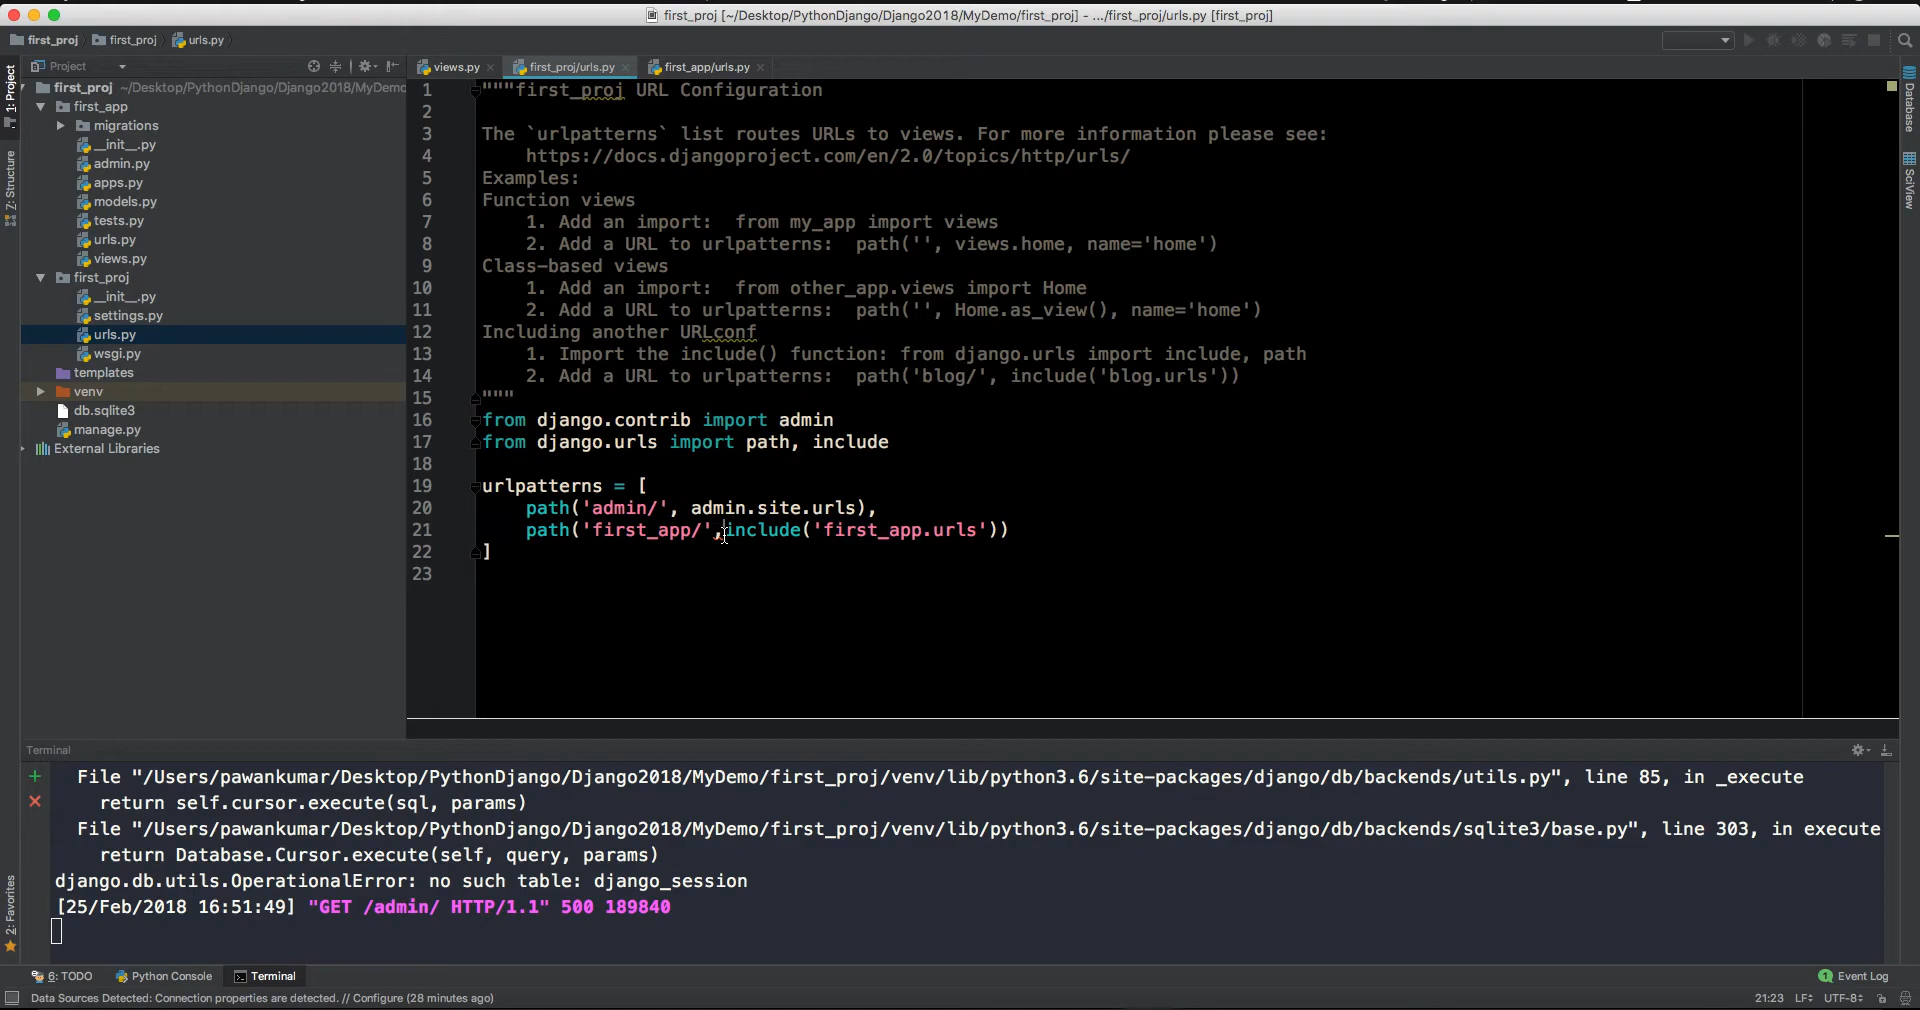 first_proj [~/Desktop/PythonDjango/Django2018/MyDemo/first_proj] - .../first_proj/urls.py [first_proj]
first_proj first_proj urls.py
1: Project
Z: Structure
2: Favorites
Project
first_proj ~/Desktop/PythonDjango/Django2018/MyDemo
first_app
migrations
__init__.py
admin.py
apps.py
models.py
tests.py
urls.py
views.py
first_proj
__init__.py
settings.py
urls.py
wsgi.py
templates
venv
db.sqlite3
manage.py
External Libraries
views.py first_proj/urls.py first_app/urls.py
1 """first_proj URL Configuration
2
3 The `urlpatterns` list routes URLs to views. For more information please see:
4 https://docs.djangoproject.com/en/2.0/topics/http/urls/
5 Examples:
6 Function views
7 1. Add an import:  from my_app import views
8 2. Add a URL to urlpatterns:  path('', views.home, name='home')
9 Class-based views
10 1. Add an import:  from other_app.views import Home
11 2. Add a URL to urlpatterns:  path('', Home.as_view(), name='home')
12 Including another URLconf
13 1. Import the include() function: from django.urls import include, path
14 2. Add a URL to urlpatterns:  path('blog/', include('blog.urls'))
15 """
16 from django.contrib import admin
17 from django.urls import path, include
18
19 urlpatterns = [
20 path('admin/', admin.site.urls),
21 path('first_app/',include('first_app.urls'))
22 ]
23
Database
SciView
Terminal
File "/Users/pawankumar/Desktop/PythonDjango/Django2018/MyDemo/first_proj/venv/lib/python3.6/site-packages/django/db/backends/utils.py", line 85, in _execute
return self.cursor.execute(sql, params)
File "/Users/pawankumar/Desktop/PythonDjango/Django2018/MyDemo/first_proj/venv/lib/python3.6/site-packages/django/db/backends/sqlite3/base.py", line 303, in execute
return Database.Cursor.execute(self, query, params)
django.db.utils.OperationalError: no such table: django_session
[25/Feb/2018 16:51:49] "GET /admin/ HTTP/1.1" 500 189840
6: TODO Python Console Terminal 1 Event Log
Data Sources Detected: Connection properties are detected. // Configure (28 minutes ago) 21:23 LF UTF-8